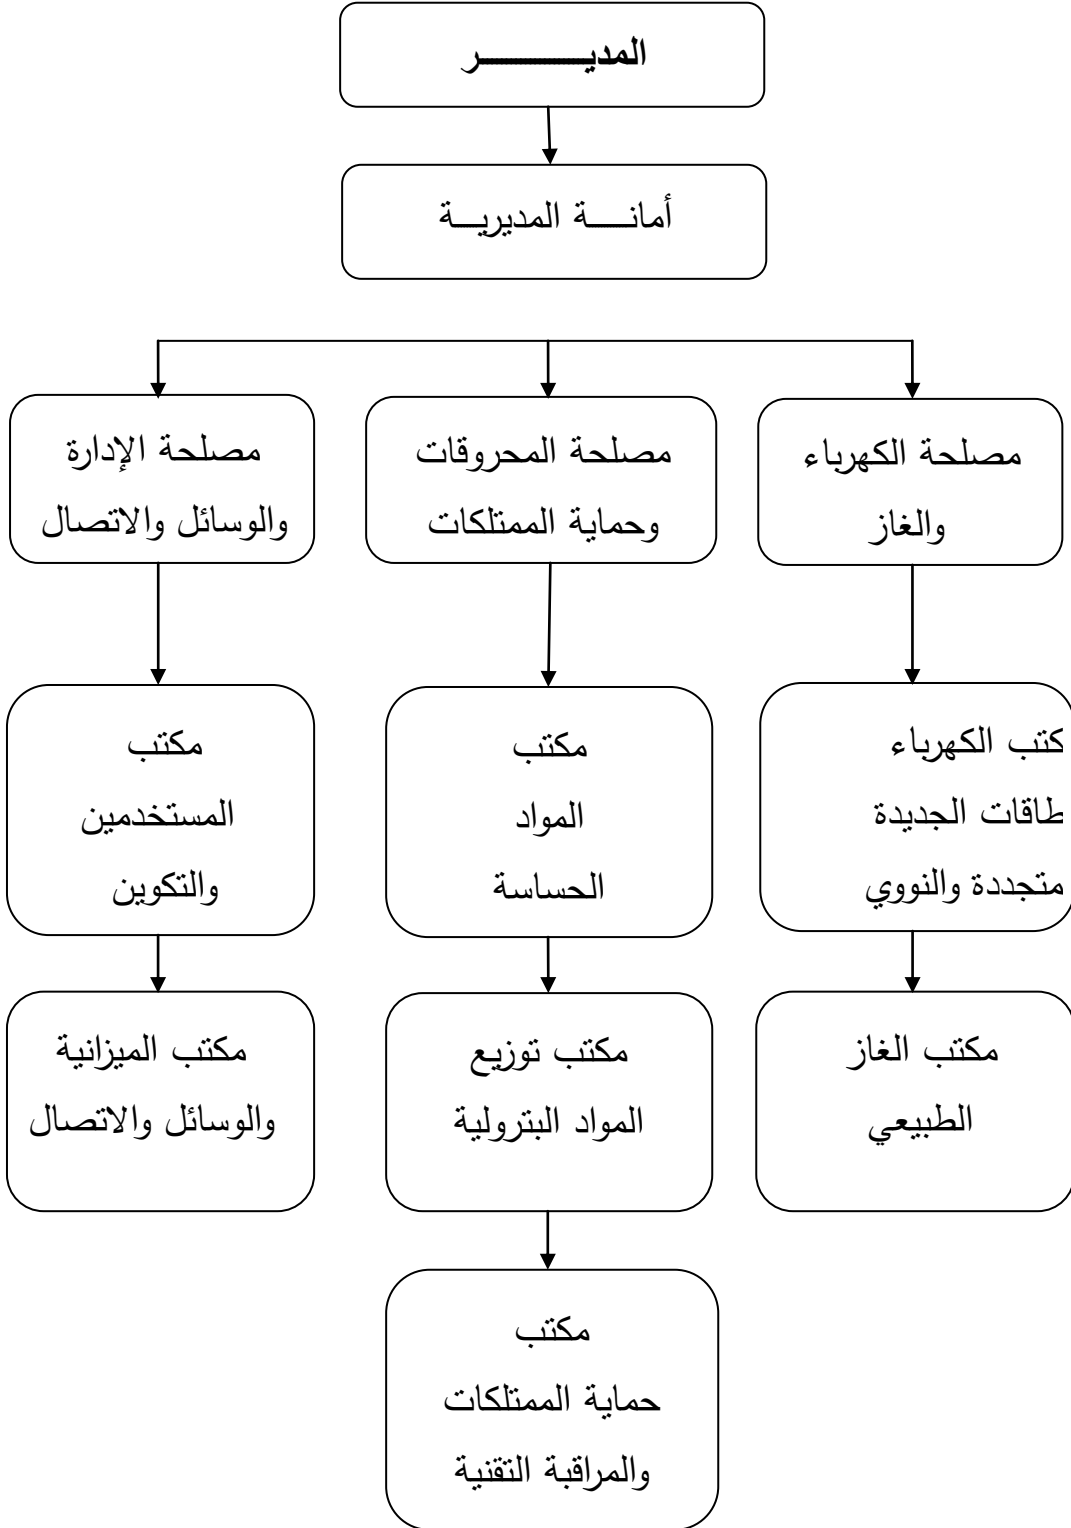 المديـــــــــــر
أمانـــــة المديريـــة
مصلحة الكهرباء
والغاز
مصلحة المحروقات
وحماية الممتلكات
مصلحة الإدارة
والوسائل والاتصال
كتب الكهرباء
طاقات الجديدة
متجددة والنووي
مكتب
المواد
الحساسة
مكتب
المستخدمين
والتكوين
مكتب الغاز
الطبيعي
مكتب توزيع
المواد البترولية
مكتب الميزانية
والوسائل والاتصال
مكتب
حماية الممتلكات
والمراقبة التقنية